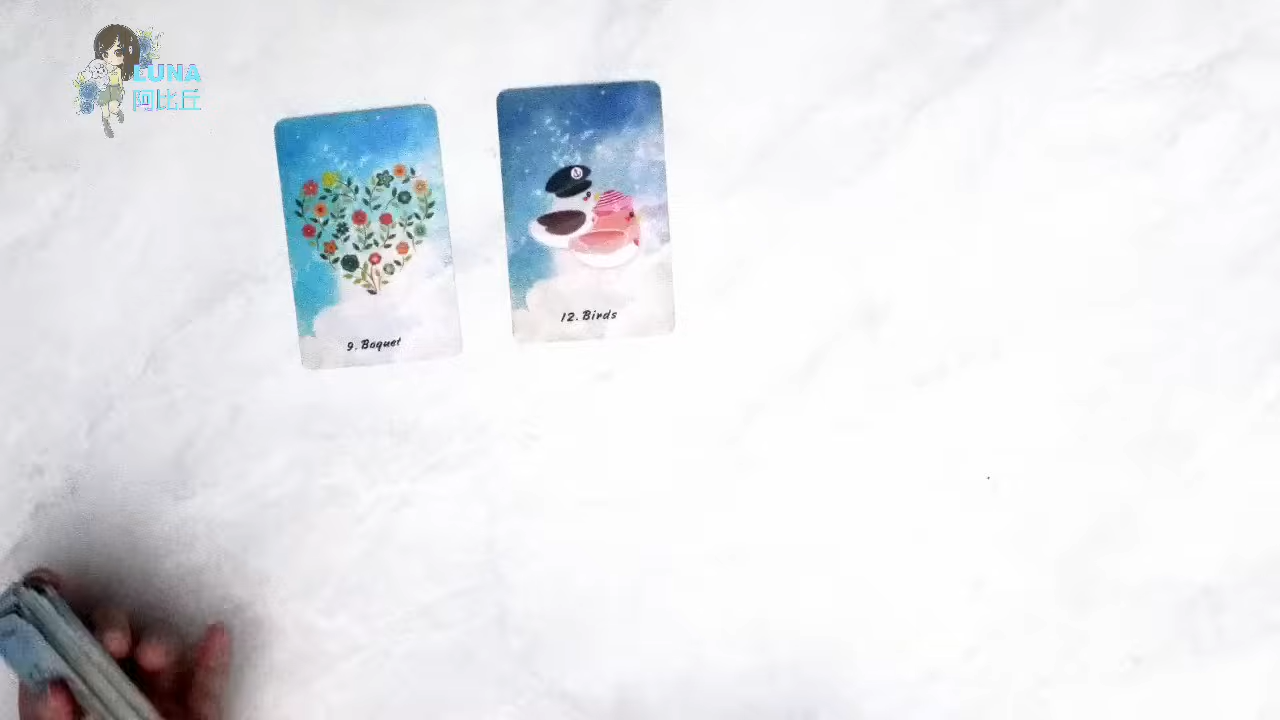 LUNA
阿比丘
9. Boquet
12. Birds